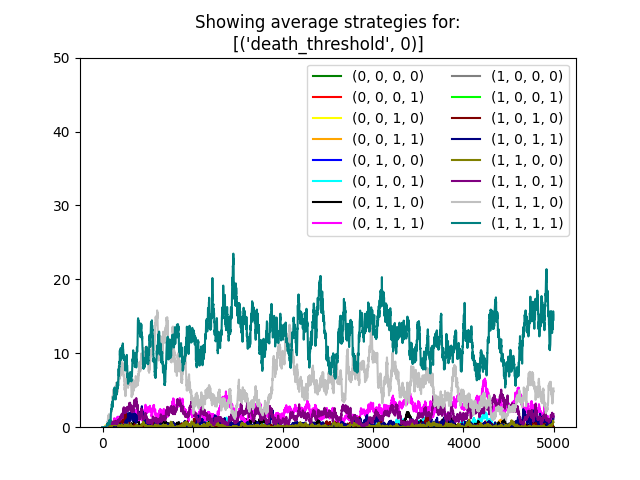 Showing average strategies for:
[('death_threshold', 0)]
50
40
30
20
10
0
(0, 0, 0, 0)
(0, 0, 0, 1)
(0, 0, 1, 0)
(0, 0, 1, 1)
(0, 1, 0, 0)
(0, 1, 0, 1)
(0, 1, 1, 0)
(0, 1, 1, 1)
(1, 0, 0, 0)
(1, 0, 0, 1)
(1, 0, 1, 0)
(1, 0, 1, 1)
(1, 1, 0, 0)
(1, 1, 0, 1)
(1, 1, 1, 0)
(1, 1, 1, 1)
0 1000 2000 3000 4000 5000